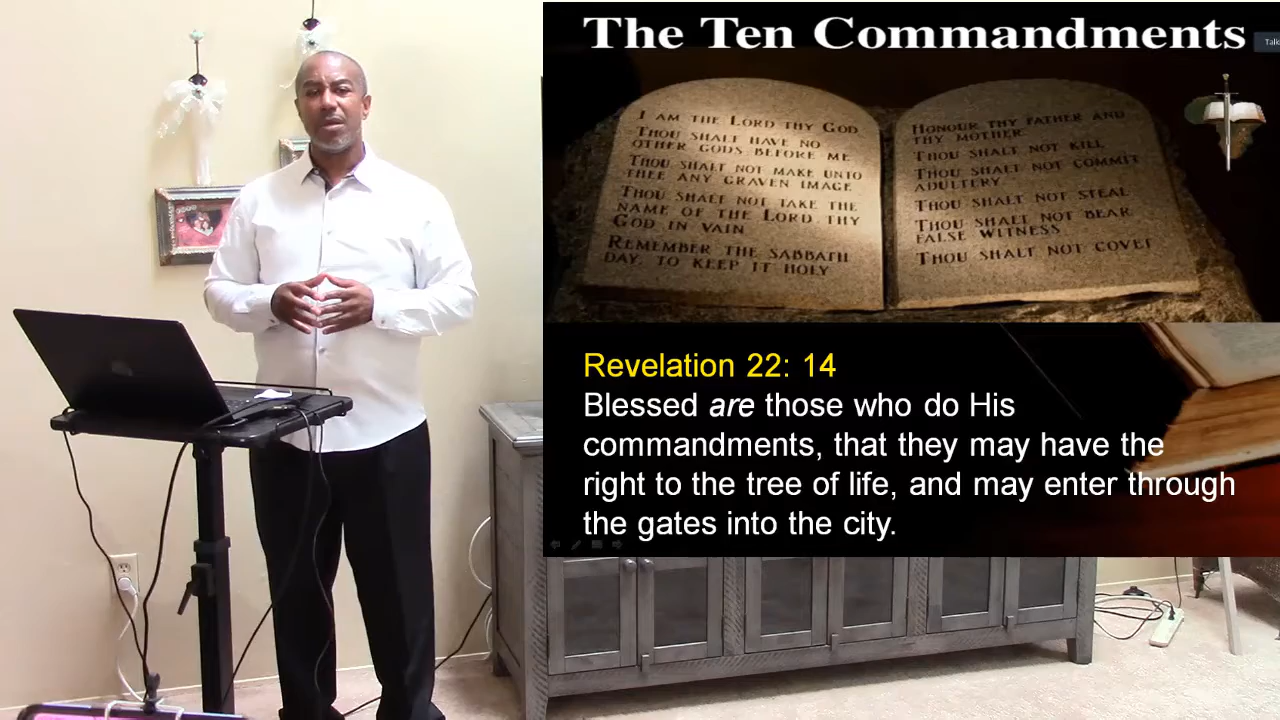 The Ten Commandments
Talk
I AM THE LORD THY GOD
THOU SHALT HAVE NO
OTHER GODS BEFORE ME
THOU SHALT NOT MAKE UNTO
THEE ANY GRAVEN IMAGE
THOU SHALT NOT TAKE THE
NAME OF THE LORD THY
GOD IN VAIN
REMEMBER THE SABBATH
DAY, TO KEEP IT HOLY
HONOUR THY FATHER AND
THY MOTHER
THOU SHALT NOT KILL
THOU SHALT NOT COMMIT
ADULTERY
THOU SHALT NOT STEAL
THOU SHALT NOT BEAR
FALSE WITNESS
THOU SHALT NOT COVET
Revelation 22: 14
Blessed are those who do His
commandments, that they may have the
right to the tree of life, and may enter through
the gates into the city.